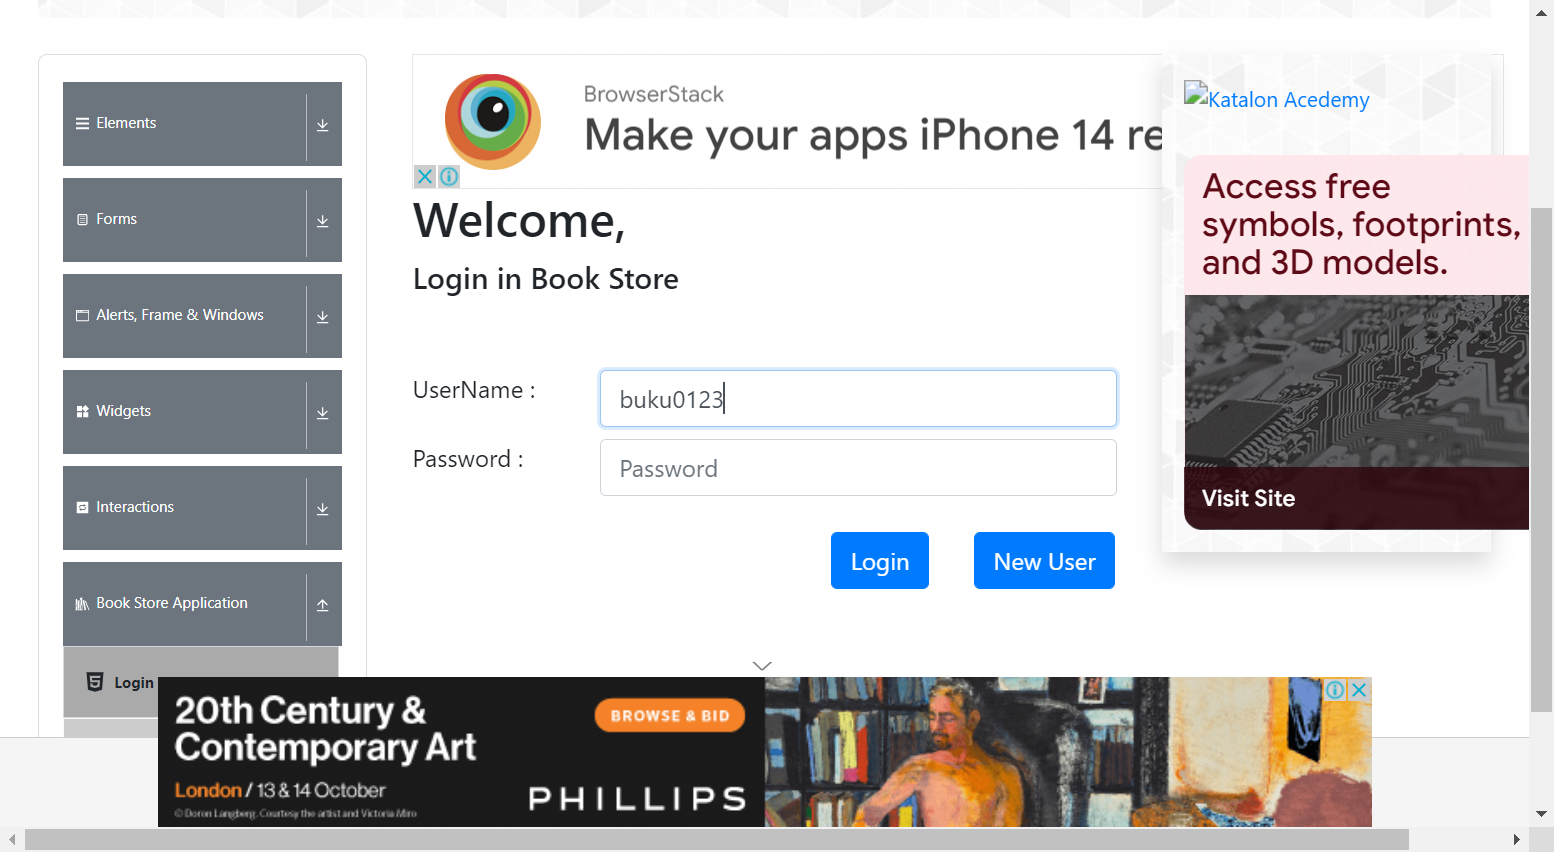 Elements
Forms
Alerts, Frame & Windows
Widgets
Interactions
Book Store Application
Login
BrowserStack
Make your apps iPhone 14 re
Welcome,
Login in Book Store
UserName :
buku0123
Password :
Password
Login
New User
Katalon Acedemy
Access free
symbols, footprints,
and 3D models.
Visit Site
20th Century &
Contemporary Art
London / 13 & 14 October
© Doron Langberg. Courtesy the artist and Victoria Miro
BROWSE & BID
PHILLIPS